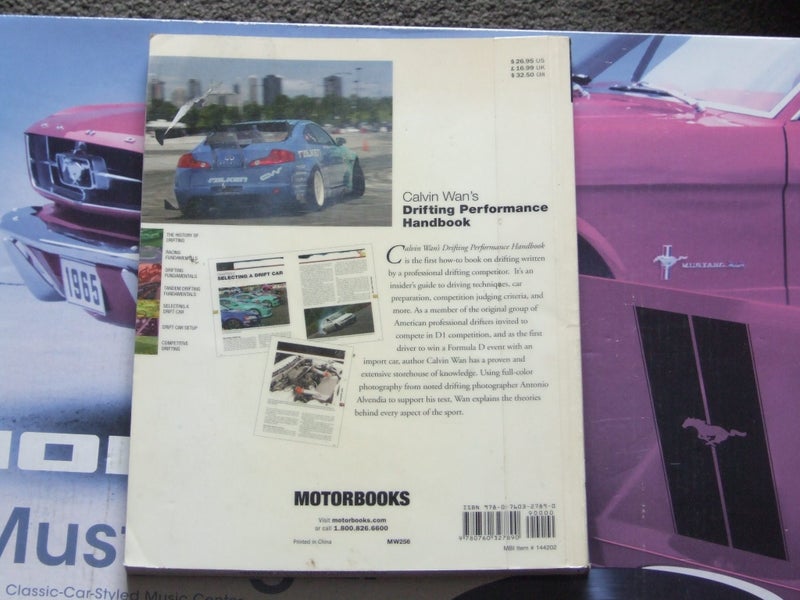 $ 26.95 US
£ 16.99 UK
$ 32.50 CAN
FALKEN
Calvin Wan's
Drifting Performance
Handbook
THE HISTORY OF
DRIFTING
RACING
FUNDAMENTALS
DRIFTING
FUNDAMENTALS
TANDEM DRIFTING
FUNDAMENTALS
SELECTING A
DRIFT CAR
DRIFT CAR SETUP
COMPETITIVE
DRIFTING
SELECTING A DRIFT CAR
Calvin Wan's Drifting Performance Handbook
is the first how-to book on drifting written
by a professional drifting competitor. It's an
insider's guide to driving techniques, car
preparation, competition judging criteria, and
more. As a member of the original group of
American professional drifters invited to
compete in D1 competition, and as the first
driver to win a Formula D event with an
import car, author Calvin Wan has a proven and
extensive storehouse of knowledge. Using full-color
photography from noted drifting photographer Antonio
Alvendia to support his text, Wan explains the theories
behind every aspect of the sport.
MOTORBOOKS
Visit motorbooks.com
or call 1.800.826.6600
Printed in China
MW256
ISBN 978-0-7603-2789-0
90000
9 780760 327890
MBI Item # 144202
1965
MUSTANG
Must
Classic-Car-Styled Music Center